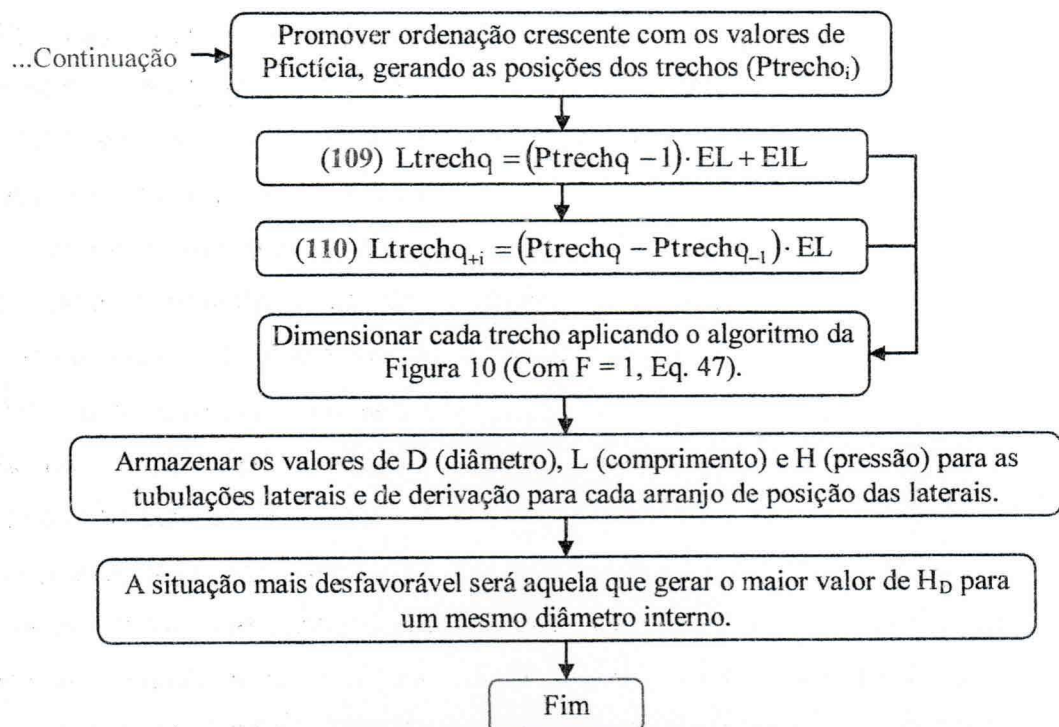 ...Continuação
Promover ordenação crescente com os valores de
Pfictícia, gerando as posições dos trechos (Ptrechoᵢ)
(109) Ltrechq = (Ptrechq − 1)· EL + E1L
(110) Ltrechq₊ᵢ = (Ptrechq − Ptrechq₋₁)· EL
Dimensionar cada trecho aplicando o algoritmo da
Figura 10 (Com F = 1, Eq. 47).
Armazenar os valores de D (diâmetro), L (comprimento) e H (pressão) para as
tubulações laterais e de derivação para cada arranjo de posição das laterais.
A situação mais desfavorável será aquela que gerar o maior valor de H_D para
um mesmo diâmetro interno.
Fim